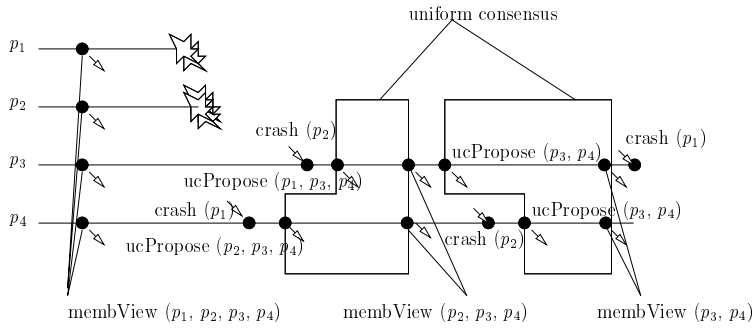 uniform consensus
p1
p2
crash (p2)
crash (p1)
p3
ucPropose (p3, p4)
ucPropose (p1, p3, p4)
p4
crash (p1)
ucPropose (p3, p4)
ucPropose (p2, p3, p4)
crash (p2)
membView (p1, p2, p3, p4)
membView (p2, p3, p4)
membView (p3, p4)